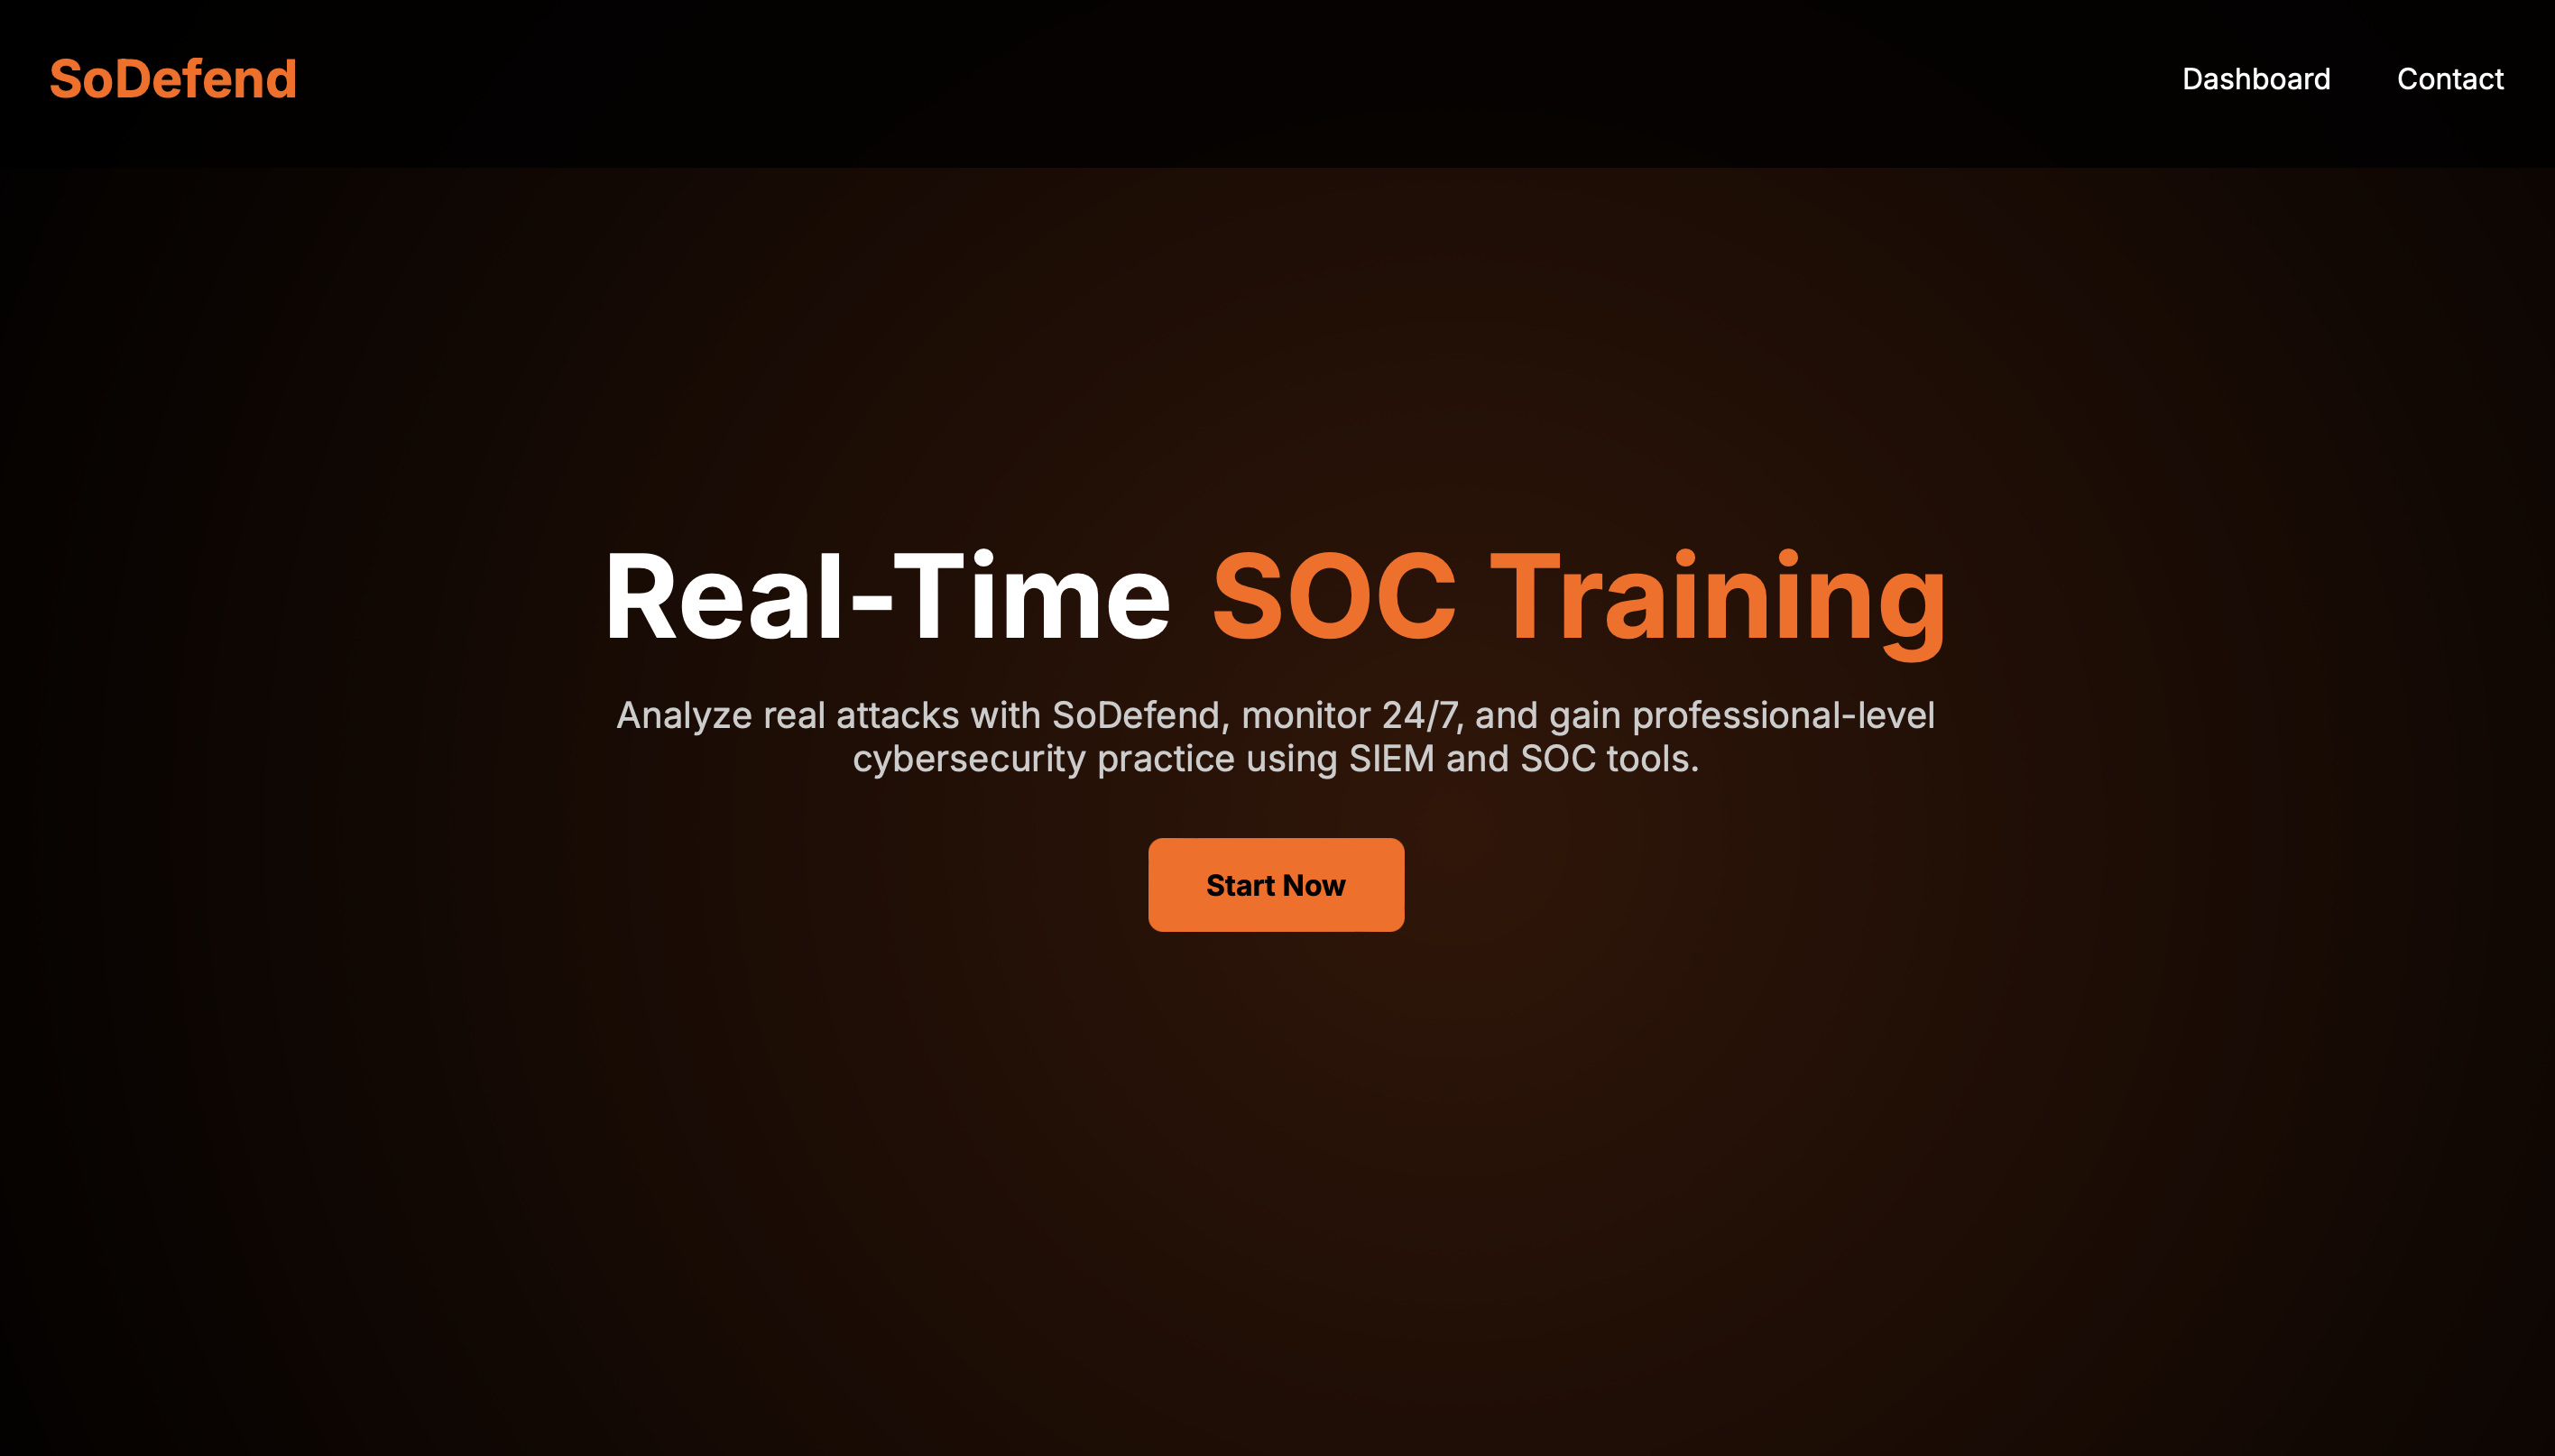 SoDefend
Dashboard
Contact
Real-Time SOC Training
Analyze real attacks with SoDefend, monitor 24/7, and gain professional-level
cybersecurity practice using SIEM and SOC tools.
Start Now